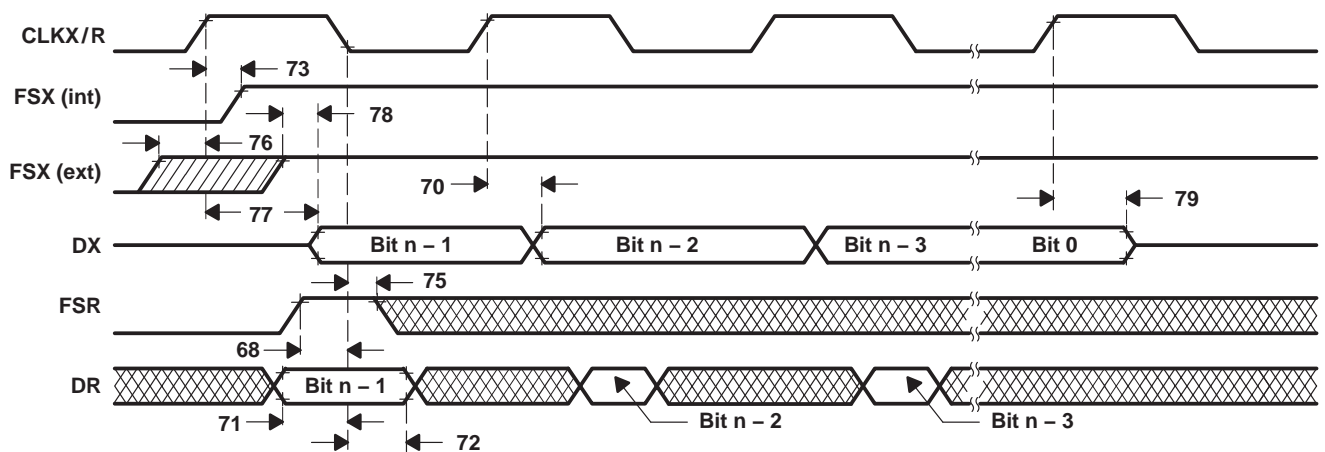 CLKX/R
73
FSX (int)
78
76
FSX (ext)
70
77
79
DX
Bit n – 1
Bit n – 2
Bit n – 3
Bit 0
75
FSR
68
DR
Bit n – 1
71
72
Bit n – 2
Bit n – 3